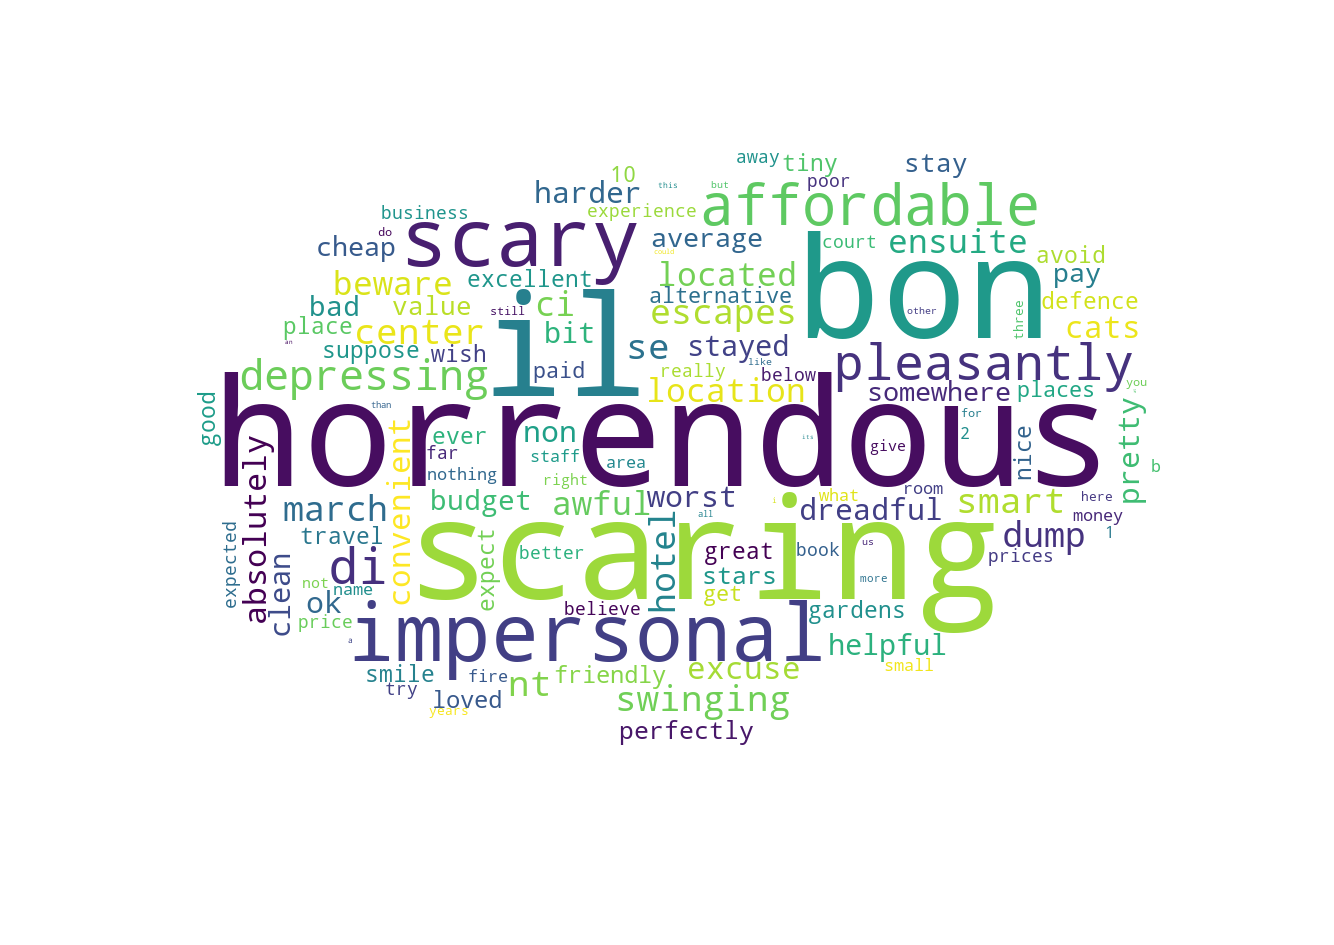 away
tiny
stay
10
poor
this
but
harder
affordable
business
experience
scary
do
cheap
average
court
ensuite
avoid
beware
excellent
located
bon
pay
bad
value
still
ci
alternative
escapes
other
three
defence
place
center
bit
cats
an
suppose
wish
il
se
stayed
pleasantly
depressing
paid
really
like
below
location
somewhere
places
you
good
than
horrendous
for
pretty
ever
non
2
its
far
staff
area
give
nice
absolutely
convenient
nothing
right
b
march
budget
awful
worst
i
what
room
dreadful
smart
here
money
all
scaring
travel
dump
1
expected
clean
di
expect
better
hotel
great
book
us
prices
not
name
stars
more
ok
get
believe
gardens
price
a
impersonal
helpful
smile
fire
nt
friendly
excuse
small
try
loved
swinging
years
perfectly